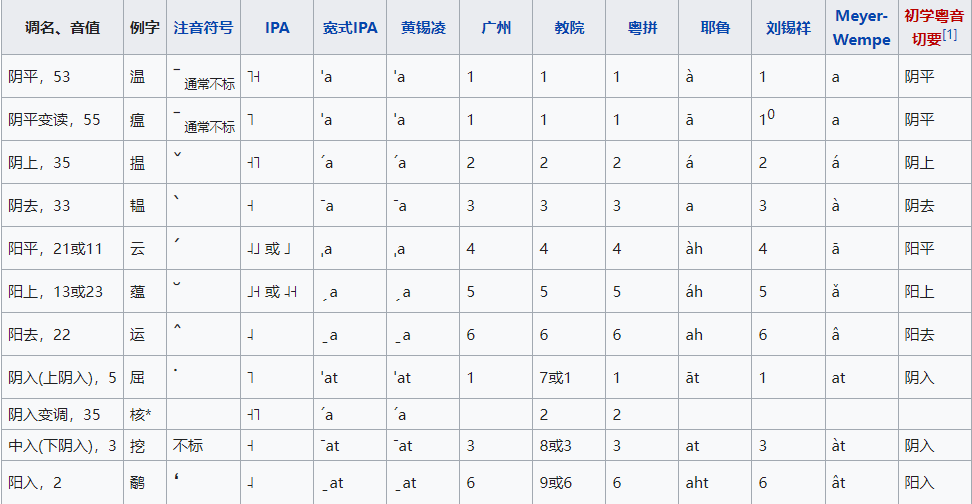 调名、音值 例字 注音符号 IPA 宽式IPA 黄锡凌 广州 教院 粤拼 耶鲁 刘锡祥 Meyer-Wempe 初学粤音切要[1]
阴平，53 温 ˉ 通常不标 ˥˧ 'a 'a 1 1 1 à 1 a 阴平
阴平变读，55 瘟 ˉ 通常不标 ˥ 'a 'a 1 1 1 ā 1⁰ a 阴平
阴上，35 揾 ˇ ˧˥ ˊa ˊa 2 2 2 á 2 á 阴上
阴去，33 韫 ˋ ˧ ˉa ˉa 3 3 3 a 3 à 阴去
阳平，21或11 云 ˊ ˨˩ 或 ˩ ˌa ˌa 4 4 4 àh 4 ā 阳平
阳上，13或23 蕴 ˘ ˩˧ 或 ˨˧ ˏa ˏa 5 5 5 áh 5 ǎ 阳上
阳去，22 运 ˆ ˨ ˍa ˍa 6 6 6 ah 6 â 阳去
阴入(上阴入)，5 屈 ˙ ˥ 'at 'at 1 7或1 1 āt 1 at 阴入
阴入变调，35 核* ˧˥ ˊa ˊa 2 2
中入(下阴入)，3 挖 不标 ˧ ˉat ˉat 3 8或3 3 at 3 àt 阴入
阳入，2 鹬 ʻ ˨ ˍat ˍat 6 9或6 6 aht 6 ât 阳入